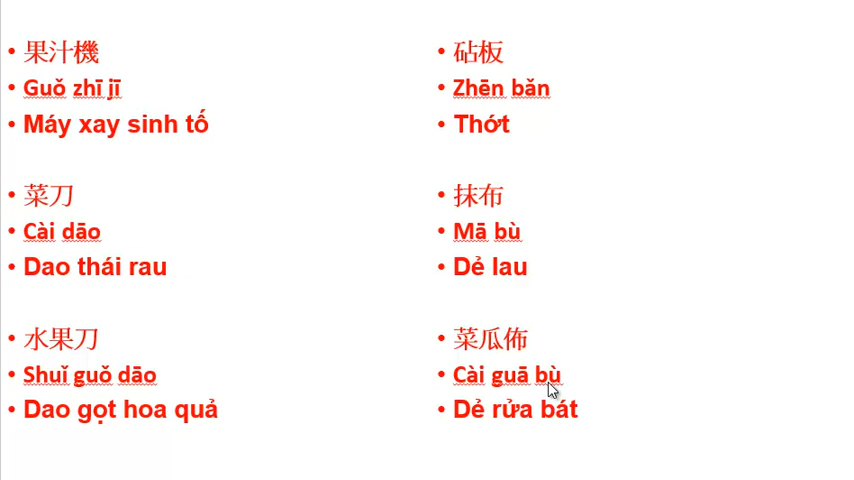 • 果汁機
• Guǒ zhī jī
• Máy xay sinh tố
• 菜刀
• Cài dāo
• Dao thái rau
• 水果刀
• Shuǐ guǒ dāo
• Dao gọt hoa quả
• 砧板
• Zhēn bǎn
• Thớt
• 抹布
• Mā bù
• Dẻ lau
• 菜瓜佈
• Cài guā bù
• Dẻ rửa bát